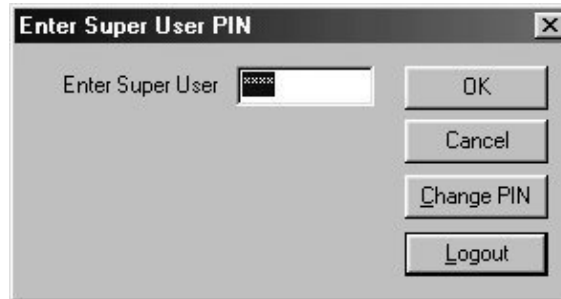 Enter Super User PIN
Enter Super User **** OK
Cancel
Change PIN
Logout